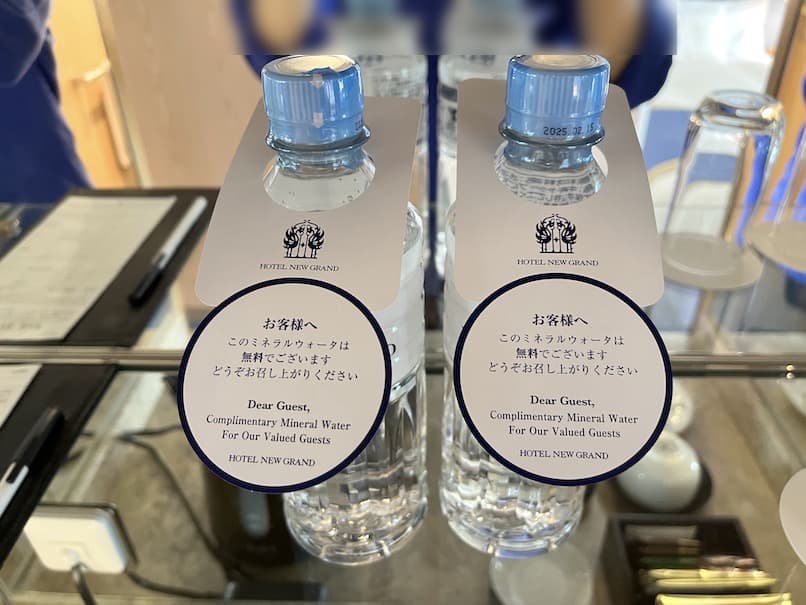 2025.02.15
HOTEL NEW GRAND
お客様へ
このミネラルウォータは
無料でございます
どうぞお召し上がりください
Dear Guest,
Complimentary Mineral Water
For Our Valued Guests
HOTEL NEW GRAND
HOTEL NEW GRAND
お客様へ
このミネラルウォータは
無料でございます
どうぞお召し上がりください
Dear Guest,
Complimentary Mineral Water
For Our Valued Guests
HOTEL NEW GRAND